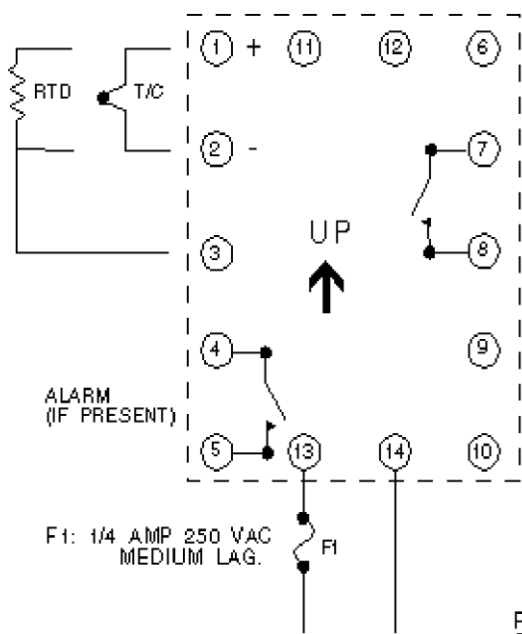 1 + 11 12 6
RTD T/C
2 - 7
UP
3 8
4 9
ALARM
(IF PRESENT)
5 13 14 10
F1: 1/4 AMP 250 VAC
MEDIUM LAG.
F1